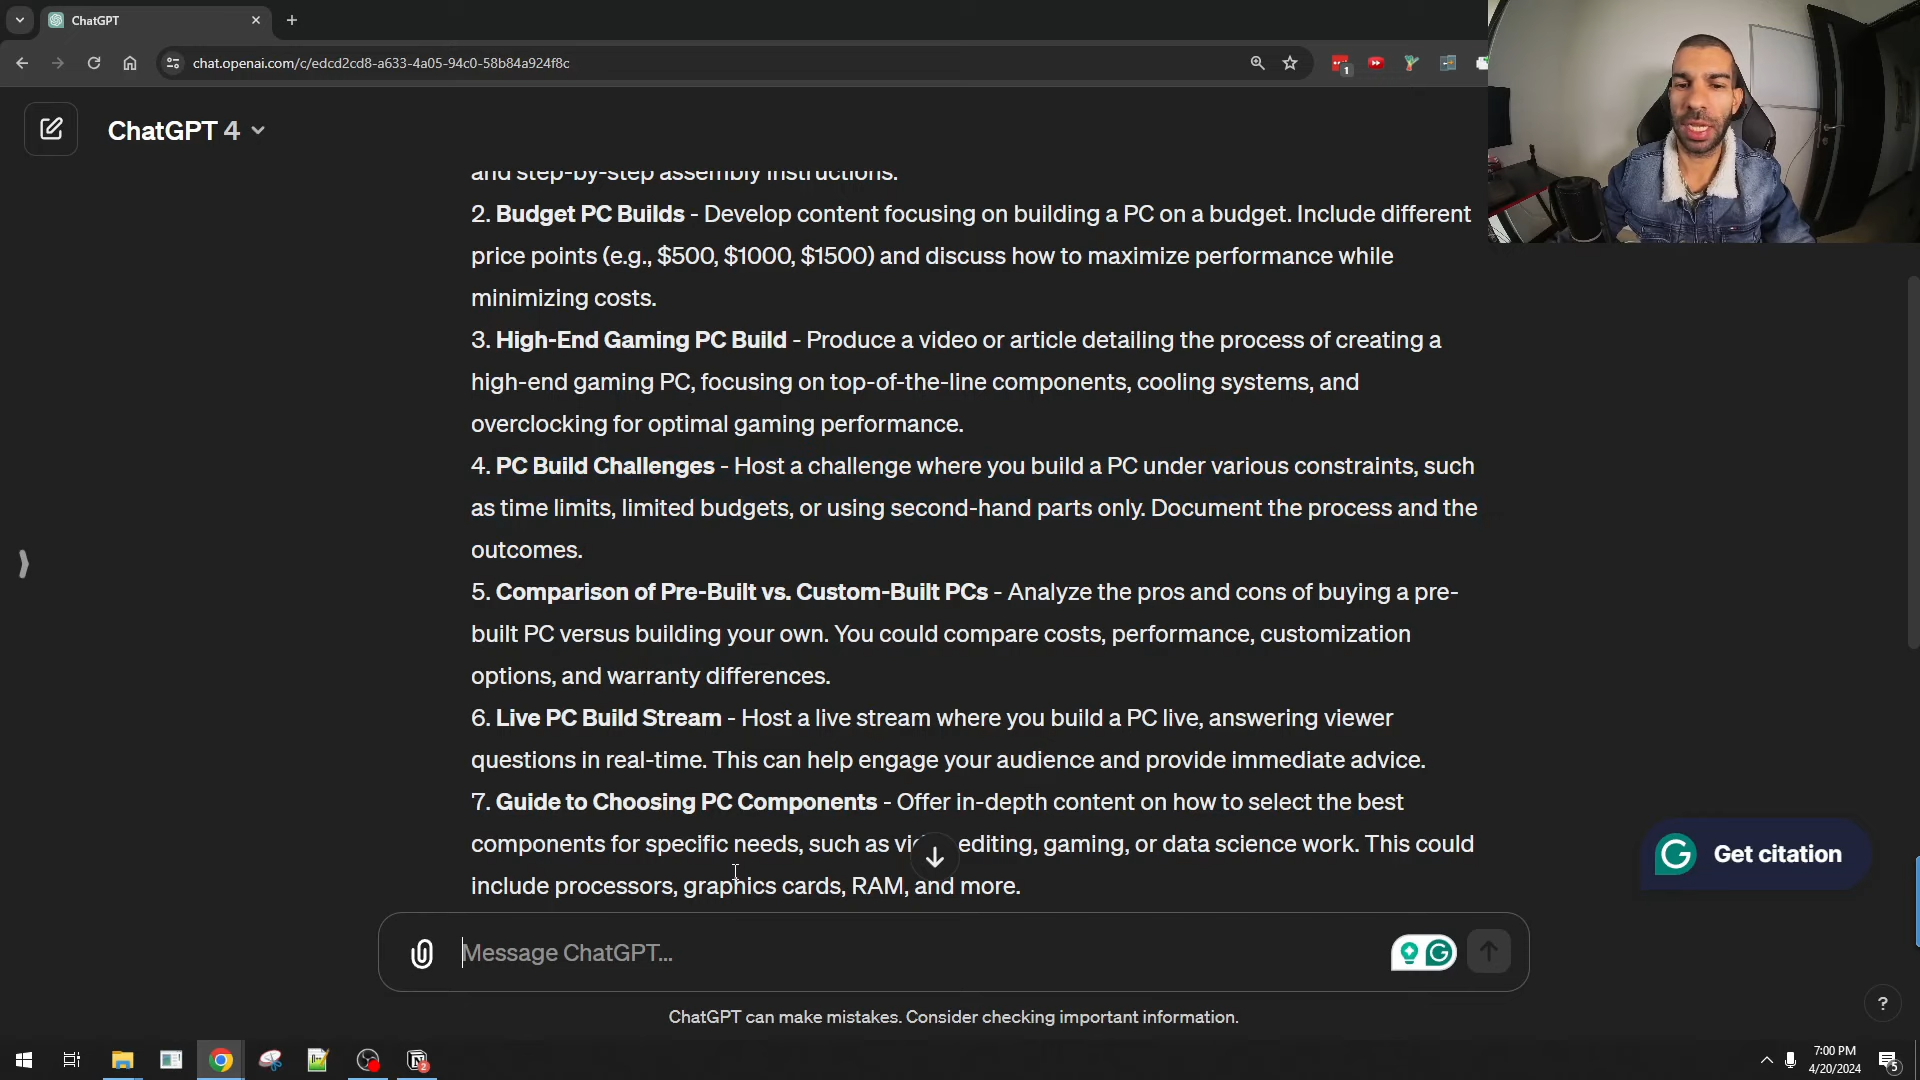 ChatGPT
chat.openai.com/c/edcd2cd8-a633-4a05-94c0-58b84a924f8c
1
ChatGPT 4
and step-by-step assembly instructions.
2. Budget PC Builds - Develop content focusing on building a PC on a budget. Include different
price points (e.g., $500, $1000, $1500) and discuss how to maximize performance while
minimizing costs.
3. High-End Gaming PC Build - Produce a video or article detailing the process of creating a
high-end gaming PC, focusing on top-of-the-line components, cooling systems, and
overclocking for optimal gaming performance.
4. PC Build Challenges - Host a challenge where you build a PC under various constraints, such
as time limits, limited budgets, or using second-hand parts only. Document the process and the
outcomes.
5. Comparison of Pre-Built vs. Custom-Built PCs - Analyze the pros and cons of buying a pre-
built PC versus building your own. You could compare costs, performance, customization
options, and warranty differences.
6. Live PC Build Stream - Host a live stream where you build a PC live, answering viewer
questions in real-time. This can help engage your audience and provide immediate advice.
7. Guide to Choosing PC Components - Offer in-depth content on how to select the best
components for specific needs, such as editing, gaming, or data science work. This could
include processors, graphics cards, RAM, and more.
Get citation
Message ChatGPT...
ChatGPT can make mistakes. Consider checking important information.
?
2
7:00 PM
4/20/2024
5